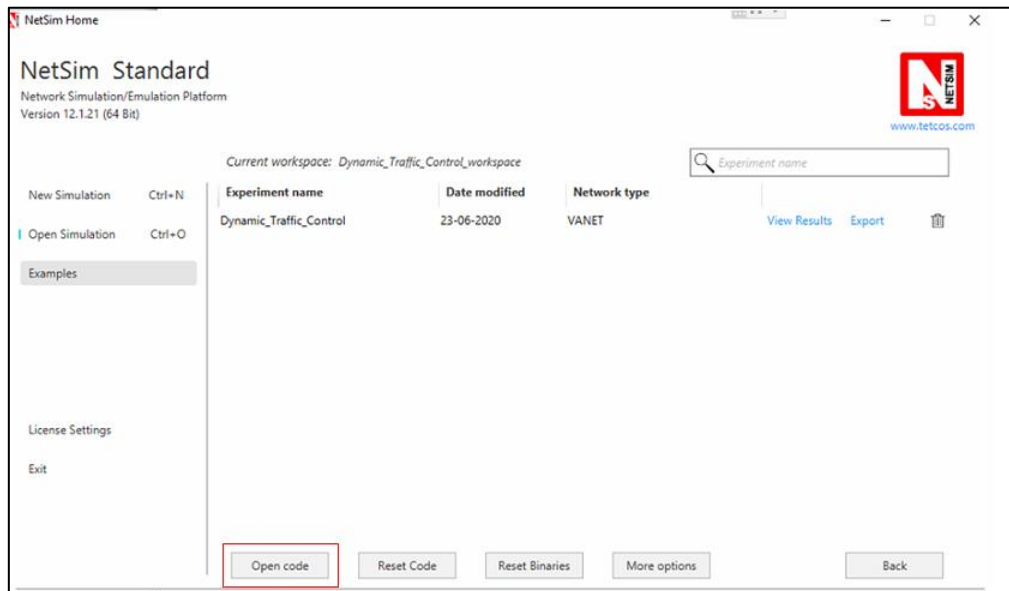 NetSim Home
NetSim Standard
Network Simulation/Emulation Platform
Version 12.1.21 (64 Bit)
NETSIM
NS
www.tetcos.com
Current workspace: Dynamic_Traffic_Control_workspace
Experiment name
New Simulation Ctrl+N
Open Simulation Ctrl+O
Examples
License Settings
Exit
Experiment name Date modified Network type
Dynamic_Traffic_Control 23-06-2020 VANET View Results Export
Open code Reset Code Reset Binaries More options Back